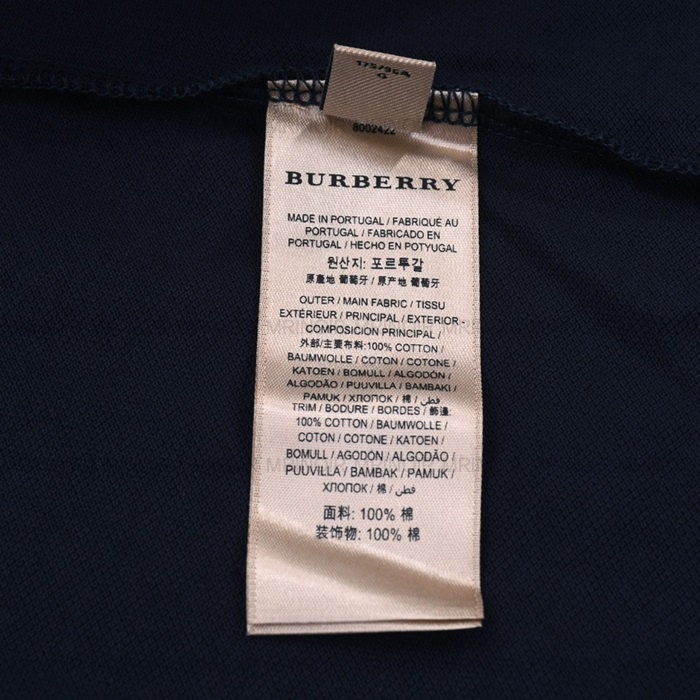 175/96A
G
8002422
BURBERRY
MADE IN PORTUGAL / FABRIQUÉ AU
PORTUGAL / FABRICADO EN
PORTUGAL / HECHO EN POTYUGAL
원산지: 포르투갈
原產地 葡萄牙 / 原产地 葡萄牙
OUTER / MAIN FABRIC / TISSU
EXTÉRIEUR / PRINCIPAL / EXTERIOR -
COMPOSICIÓN PRINCIPAL /
外部/主要布料:100% COTTON /
BAUMWOLLE / COTON / COTONE /
KATOEN / BOMULL / ALGODÓN /
ALGODÃO / PUUVILLA / BAMBAKI /
PAMUK / ХЛОПОК / 棉 / قطن
TRIM / BODURE / BORDES / 飾邊:
100% COTTON / BAUMWOLLE /
COTON / COTONE / KATOEN /
BOMULL / AGODÓN / ALGODÃO
PUUVILLA / BAMBAK / PAMUK /
ХЛОПОК / 棉 / قطن
面料: 100% 棉
装饰物: 100% 棉